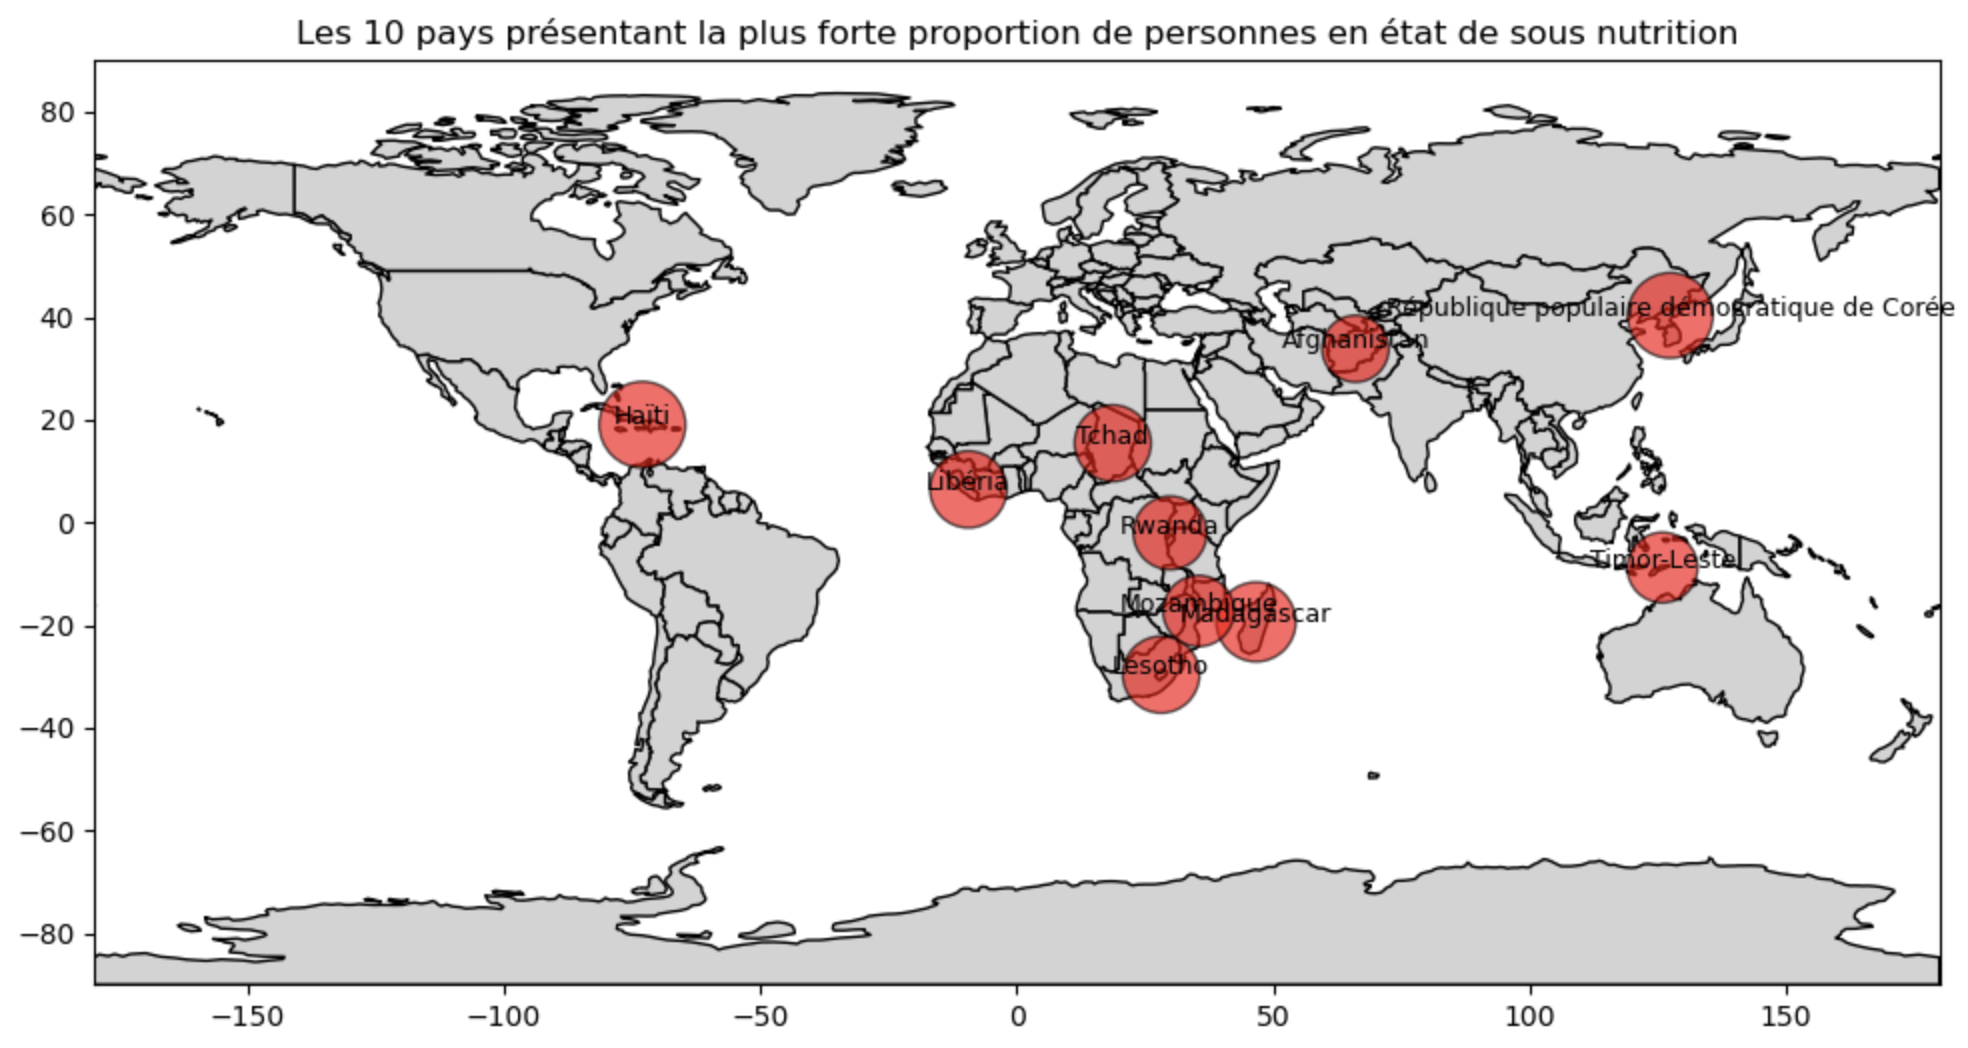 Les 10 pays présentant la plus forte proportion de personnes en état de sous nutrition
80
60
40
20
0
−20
−40
−60
−80
République populaire démocratique de Corée
Afghanistan
Haïti
Tchad
Libéria
Rwanda
Timor-Leste
Mozambique
Madagascar
Lesotho
−150
−100
−50
0
50
100
150